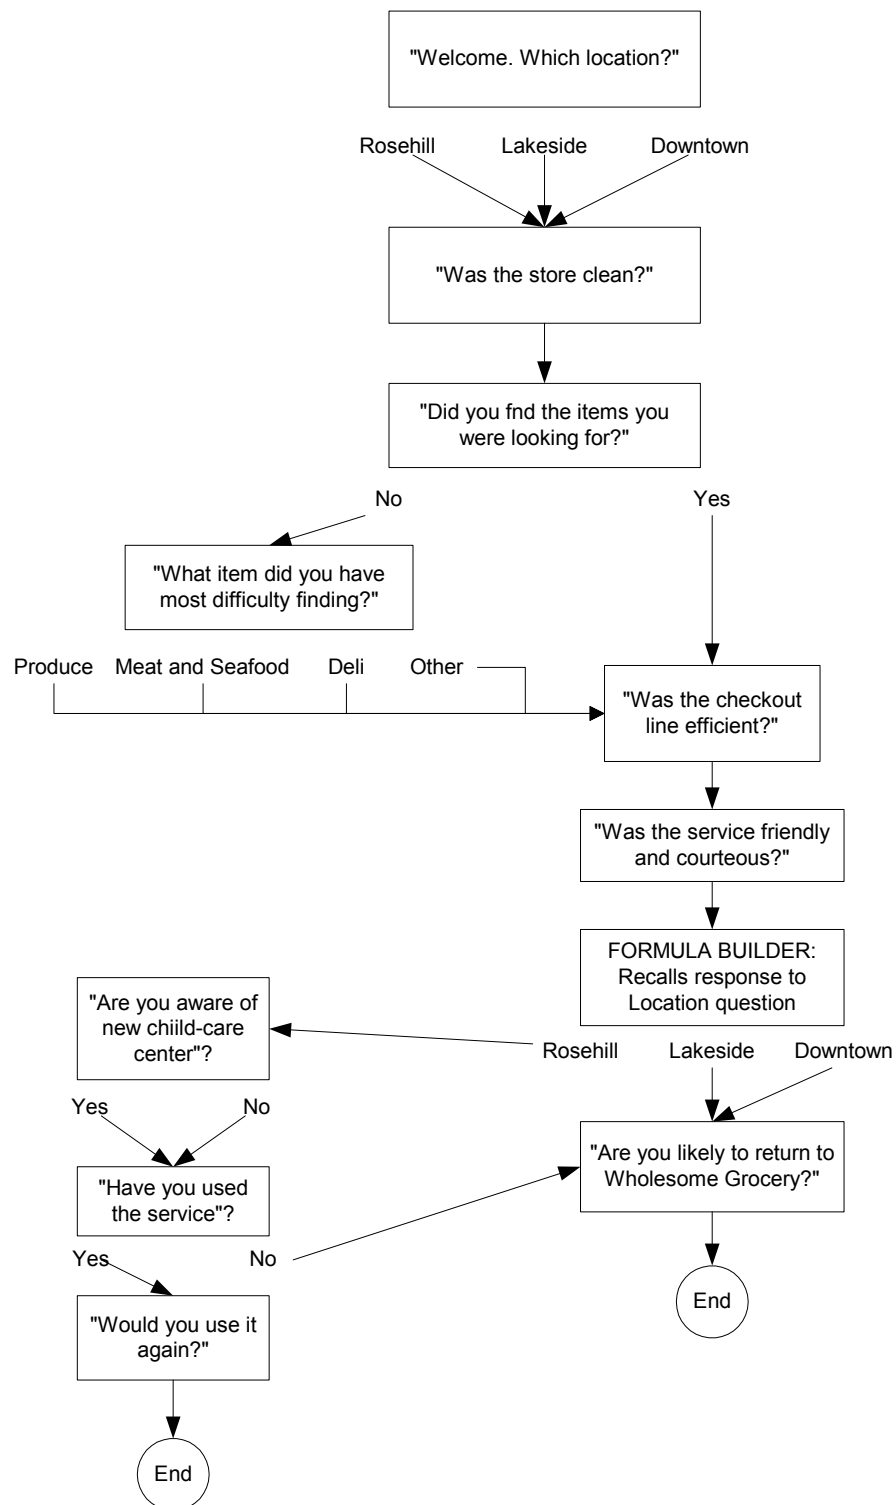 "Welcome. Which location?"
Rosehill
Lakeside
Downtown
"Was the store clean?"
"Did you fnd the items you
were looking for?"
No
Yes
"What item did you have
most difficulty finding?"
Produce
Meat and Seafood
Deli
Other
"Was the checkout
line efficient?"
"Was the service friendly
and courteous?"
FORMULA BUILDER:
Recalls response to
Location question
Rosehill
Lakeside
Downtown
"Are you aware of
new chiild-care
center"?
Yes
No
"Have you used
the service"?
Yes
No
"Would you use it
again?"
End
"Are you likely to return to
Wholesome Grocery?"
End